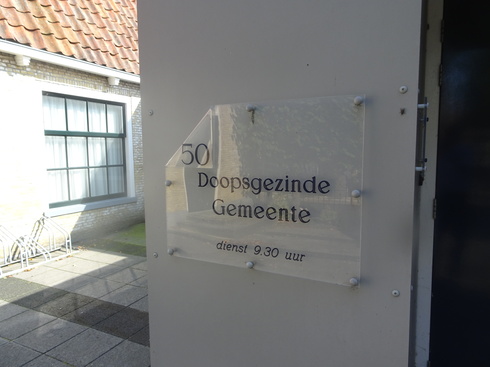 50
Doopsgezinde
Gemeente
dienst 9.30 uur